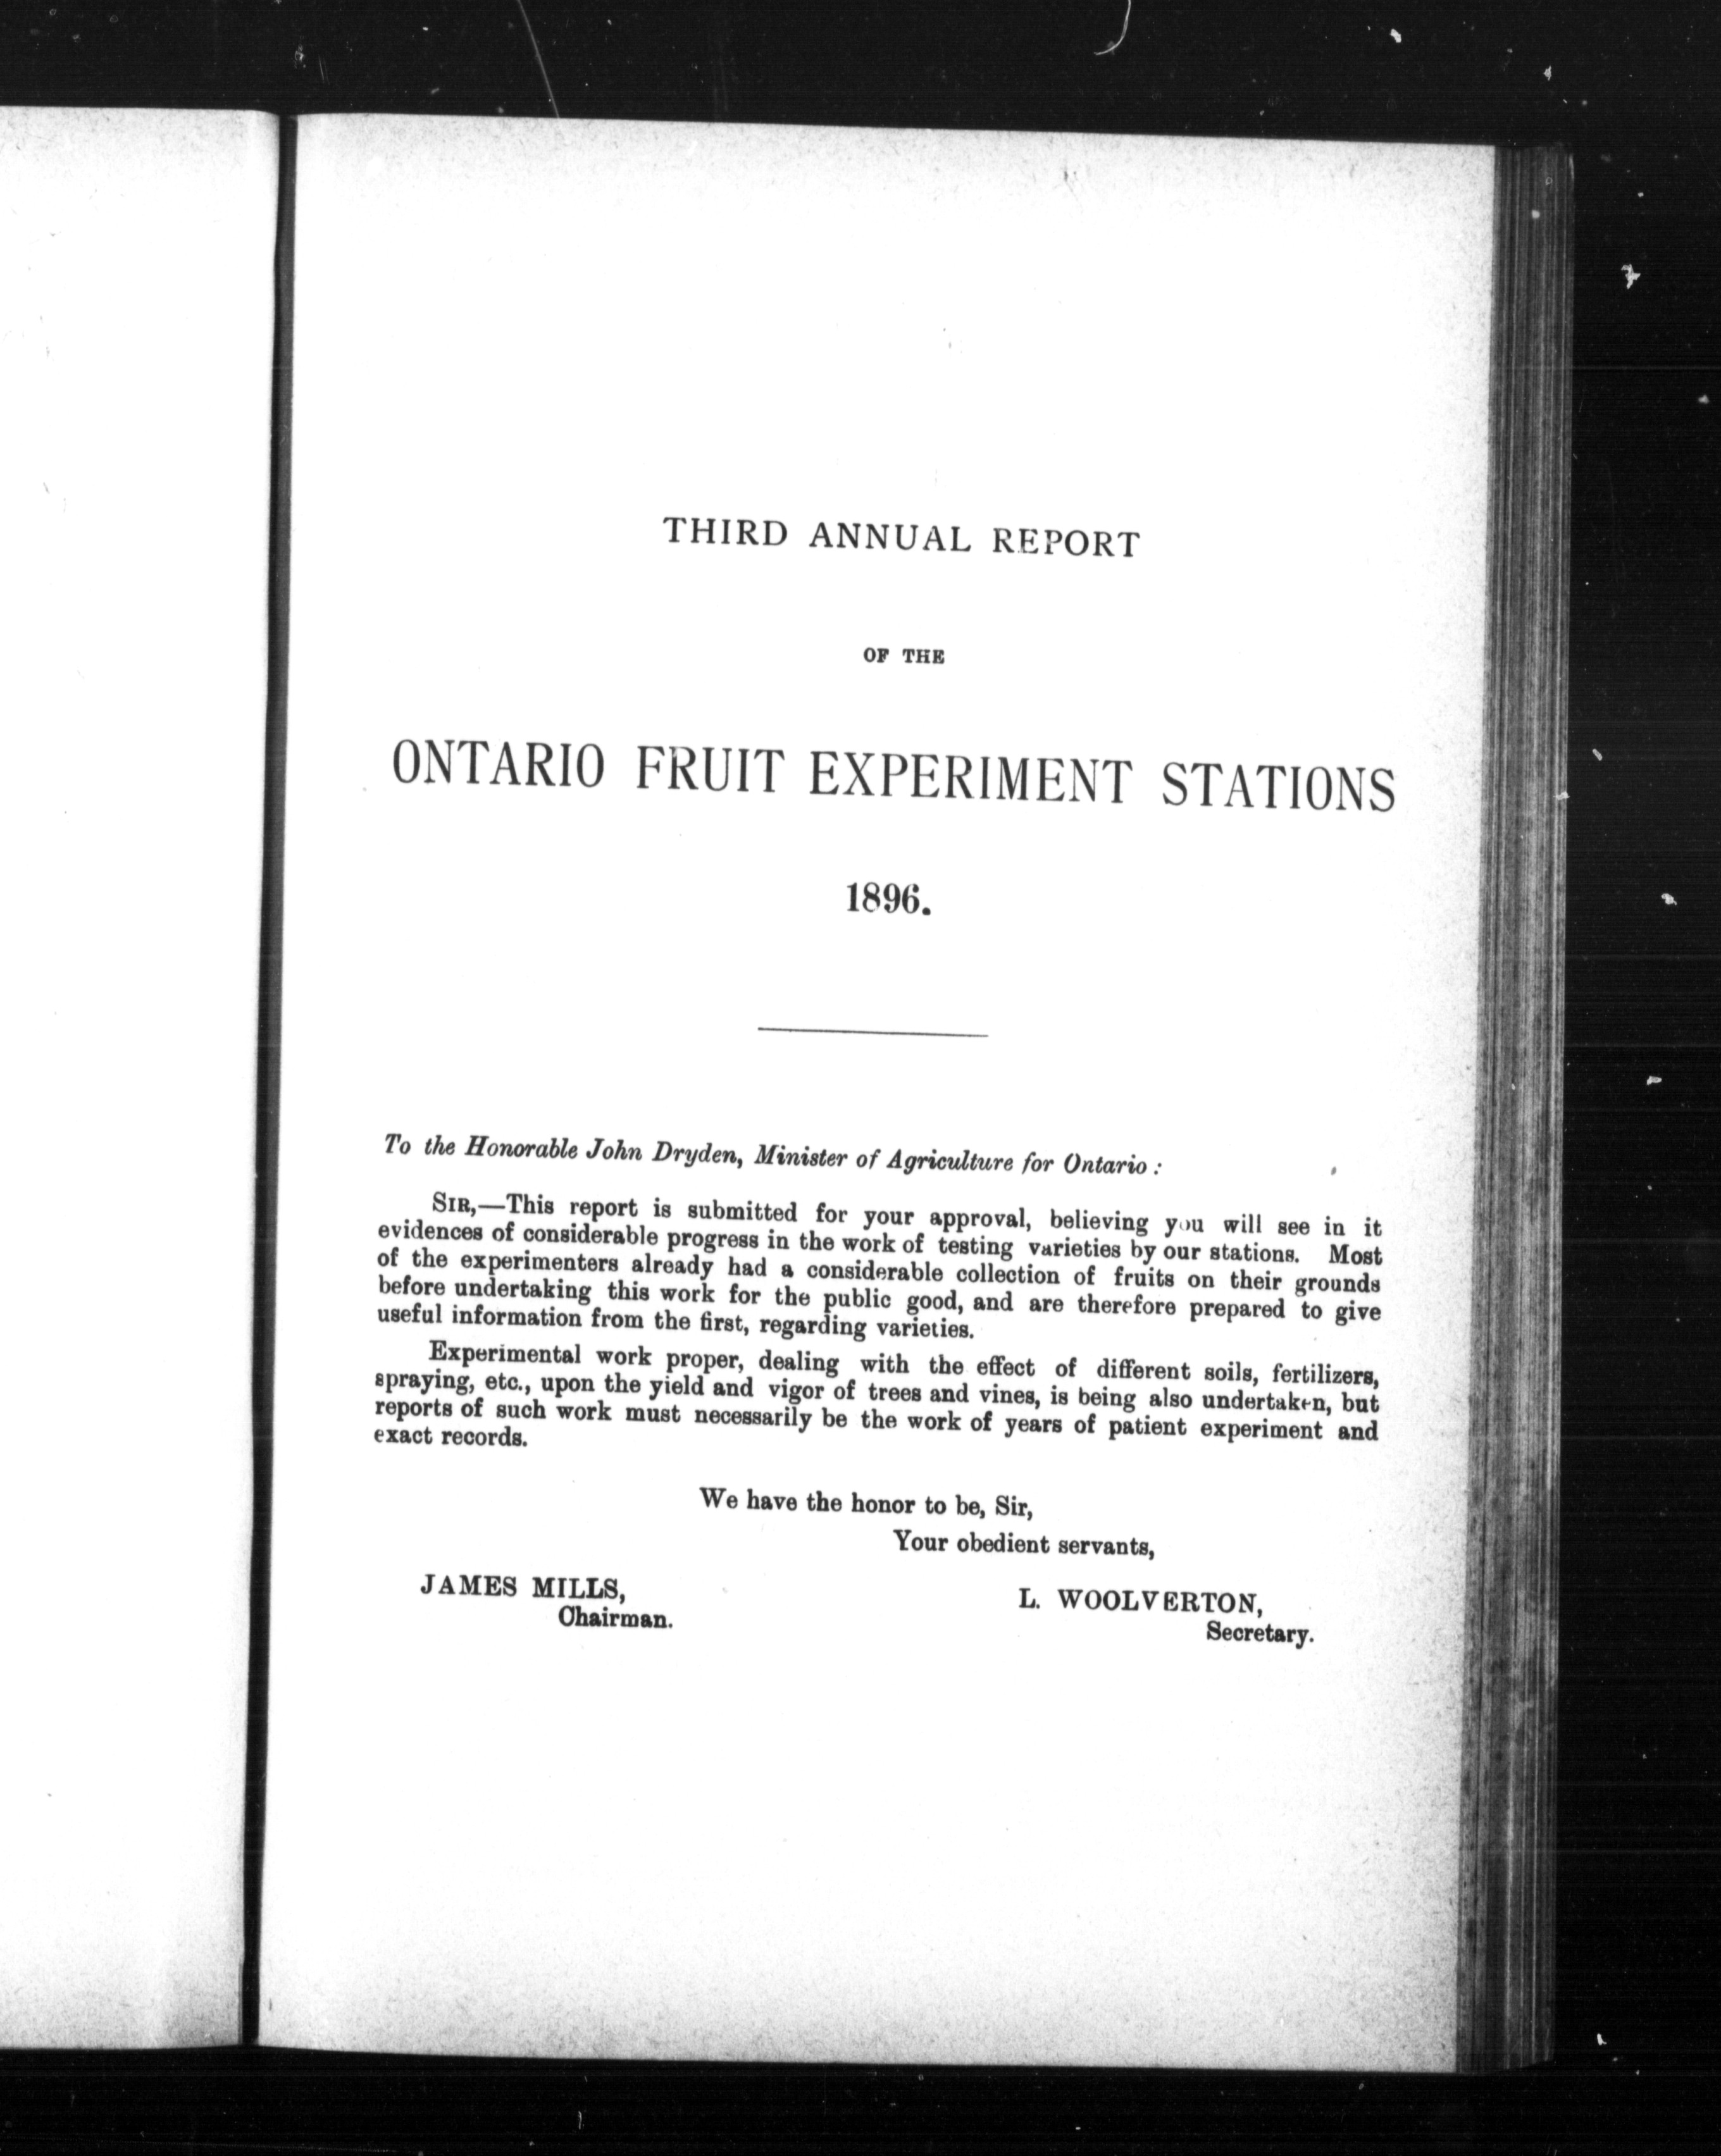 THIRD ANNUAL REPORT
OF THE
ONTARIO FRUIT EXPERIMENT STATIONS
1896.
To the Honorable John Dryden, Minister of Agriculture for Ontario :
SIR,—This report is submitted for your approval, believing you will see in it
evidences of considerable progress in the work of testing varieties by our stations. Most
of the experimenters already had a considerable collection of fruits on their grounds
before undertaking this work for the public good, and are therefore prepared to give
useful information from the first, regarding varieties.
Experimental work proper, dealing with the effect of different soils, fertilizers,
spraying, etc., upon the yield and vigor of trees and vines, is being also undertaken, but
reports of such work must necessarily be the work of years of patient experiment and
exact records.
We have the honor to be, Sir,
Your obedient servants,
JAMES MILLS,
Chairman.
L. WOOLVERTON,
Secretary.